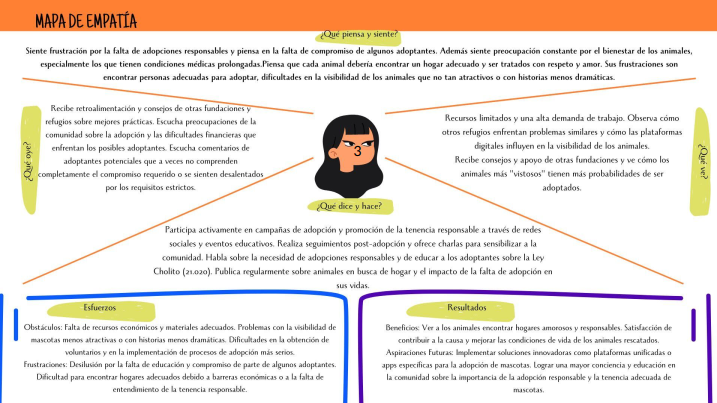 MAPA DE EMPATÍA
¿Qué piensa y siente?
Siente frustración por la falta de adopciones responsables y piensa en la falta de compromiso de algunos adoptantes. Además siente preocupación constante por el bienestar de los animales,
especialmente los que tienen condiciones médicas prolongadas.Piensa que cada animal debería encontrar un hogar adecuado y ser tratados con respeto y amor. Sus frustraciones son
encontrar personas adecuadas para adoptar, dificultades en la visibilidad de los animales que no tan atractivos o con historias menos dramáticas.
¿Qué oye?
Recibe retroalimentación y consejos de otras fundaciones y
refugios sobre mejores prácticas. Escucha preocupaciones de la
comunidad sobre la adopción y las dificultades financieras que
enfrentan los posibles adoptantes. Escucha comentarios de
adoptantes potenciales que a veces no comprenden
completamente el compromiso requerido o se sienten desalentados
por los requisitos estrictos.
Recursos limitados y una alta demanda de trabajo. Observa cómo
otros refugios enfrentan problemas similares y cómo las plataformas
digitales influyen en la visibilidad de los animales.
Recibe consejos y apoyo de otras fundaciones y ve cómo los
animales más "vistosos" tienen más probabilidades de ser
adoptados.
¿Qué ve?
¿Qué dice y hace?
Participa activamente en campañas de adopción y promoción de la tenencia responsable a través de redes
sociales y eventos educativos. Realiza seguimientos post-adopción y ofrece charlas para sensibilizar a la
comunidad. Habla sobre la necesidad de adopciones responsables y de educar a los adoptantes sobre la Ley
Cholito (21.020). Publica regularmente sobre animales en busca de hogar y el impacto de la falta de adopción en
sus vidas.
Esfuerzos
Obstáculos: Falta de recursos económicos y materiales adecuados. Problemas con la visibilidad de
mascotas menos atractivas o con historias menos dramáticas. Dificultades en la obtención de
voluntarios y en la implementación de procesos de adopción más serios.
Frustraciones: Desilusión por la falta de educación y compromiso de parte de algunos adoptantes.
Dificultad para encontrar hogares adecuados debido a barreras económicas o a la falta de
entendimiento de la tenencia responsable.
Resultados
Beneficios: Ver a los animales encontrar hogares amorosos y responsables. Satisfacción de
contribuir a la causa y mejorar las condiciones de vida de los animales rescatados.
Aspiraciones Futuras: Implementar soluciones innovadoras como plataformas unificadas o
apps específicas para la adopción de mascotas. Lograr una mayor conciencia y educación en
la comunidad sobre la importancia de la adopción responsable y la tenencia adecuada de
mascotas.